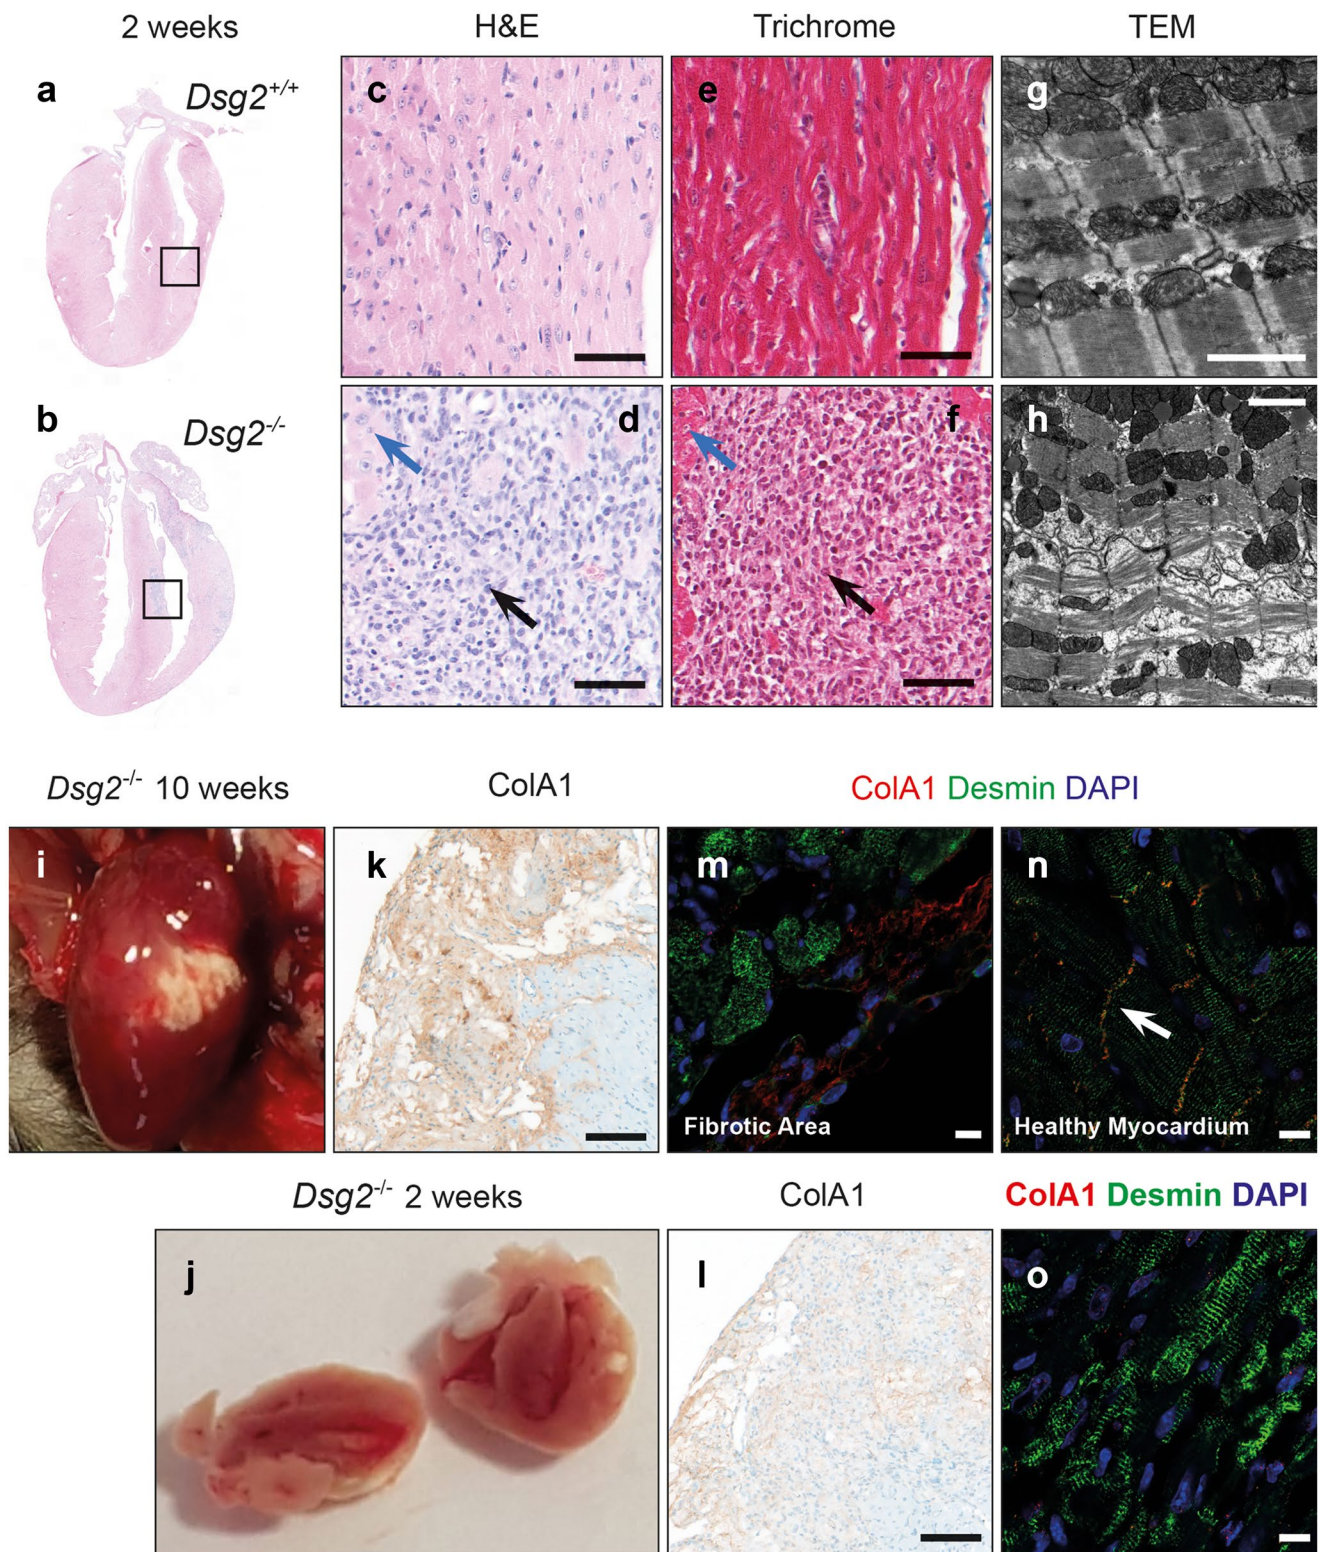 2 weeks H&E Trichrome TEM
a Dsg2+/+ c e g
b Dsg2-/- d f h
Dsg2-/- 10 weeks ColA1 ColA1 Desmin DAPI
i k m n
Fibrotic Area Healthy Myocardium
Dsg2-/- 2 weeks ColA1 ColA1 Desmin DAPI
j l o